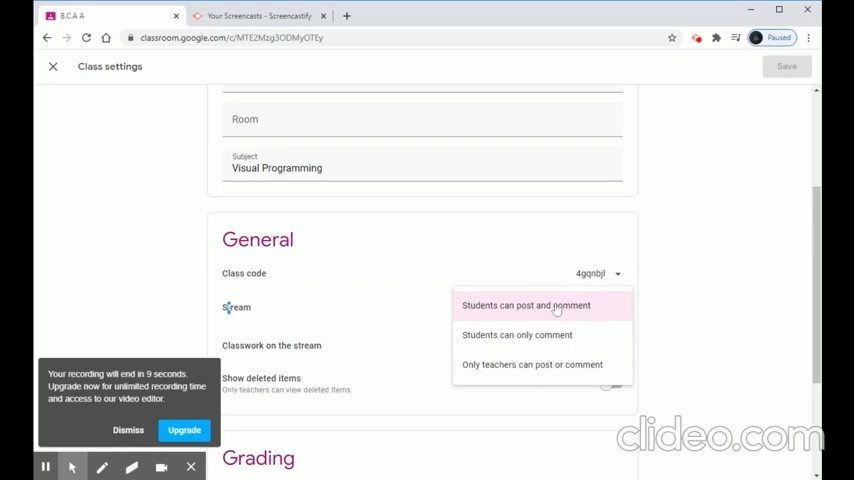 B.C.A A
Your Screencasts - Screencastify
classroom.google.com/c/MTE2Mzg3ODMyOTEy
Paused
Class settings
Save
Room
Subject
Visual Programming
General
Class code
4gqnbjl
Stream
Students can post and comment
Students can only comment
Classwork on the stream
Only teachers can post or comment
Show deleted items
Only teachers can view deleted items.
Your recording will end in 9 seconds.
Upgrade now for unlimited recording time
and access to our video editor.
Dismiss
Upgrade
Grading
clideo.com